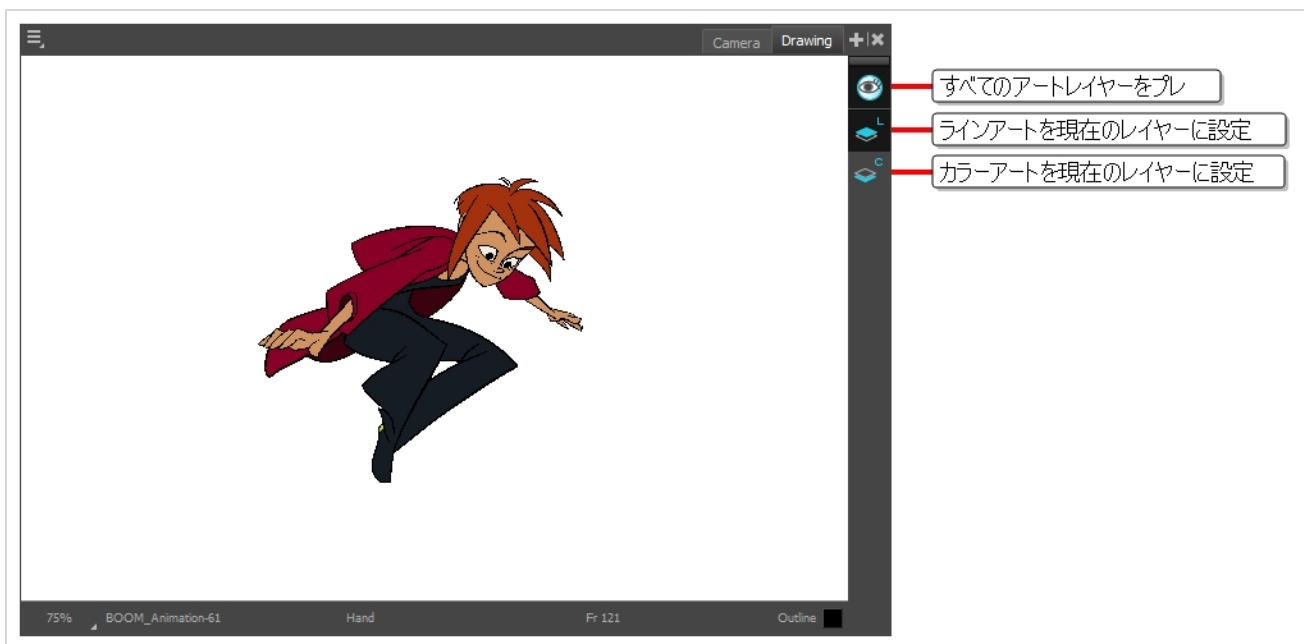 Camera Drawing
すべてのアートレイヤーをプレ
L
ラインアートを現在のレイヤーに設定
C
カラーアートを現在のレイヤーに設定
75% BOOM_Animation-61 Hand Fr 121 Outline